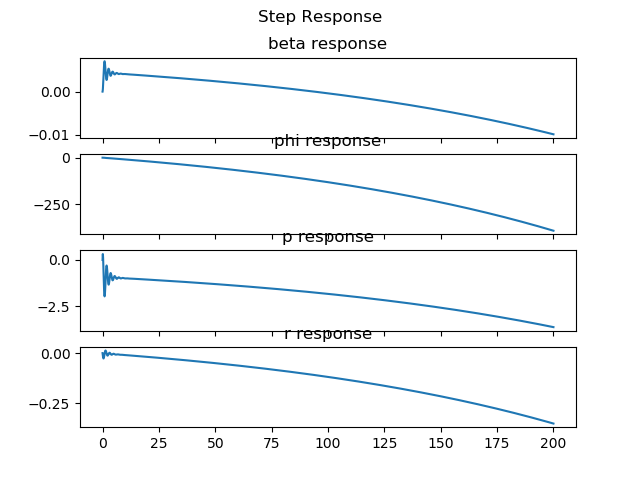 Step Response
beta response
0.00
−0.01
phi response
0
−250
p response
0.0
−2.5
r response
0.00
−0.25
0 25 50 75 100 125 150 175 200